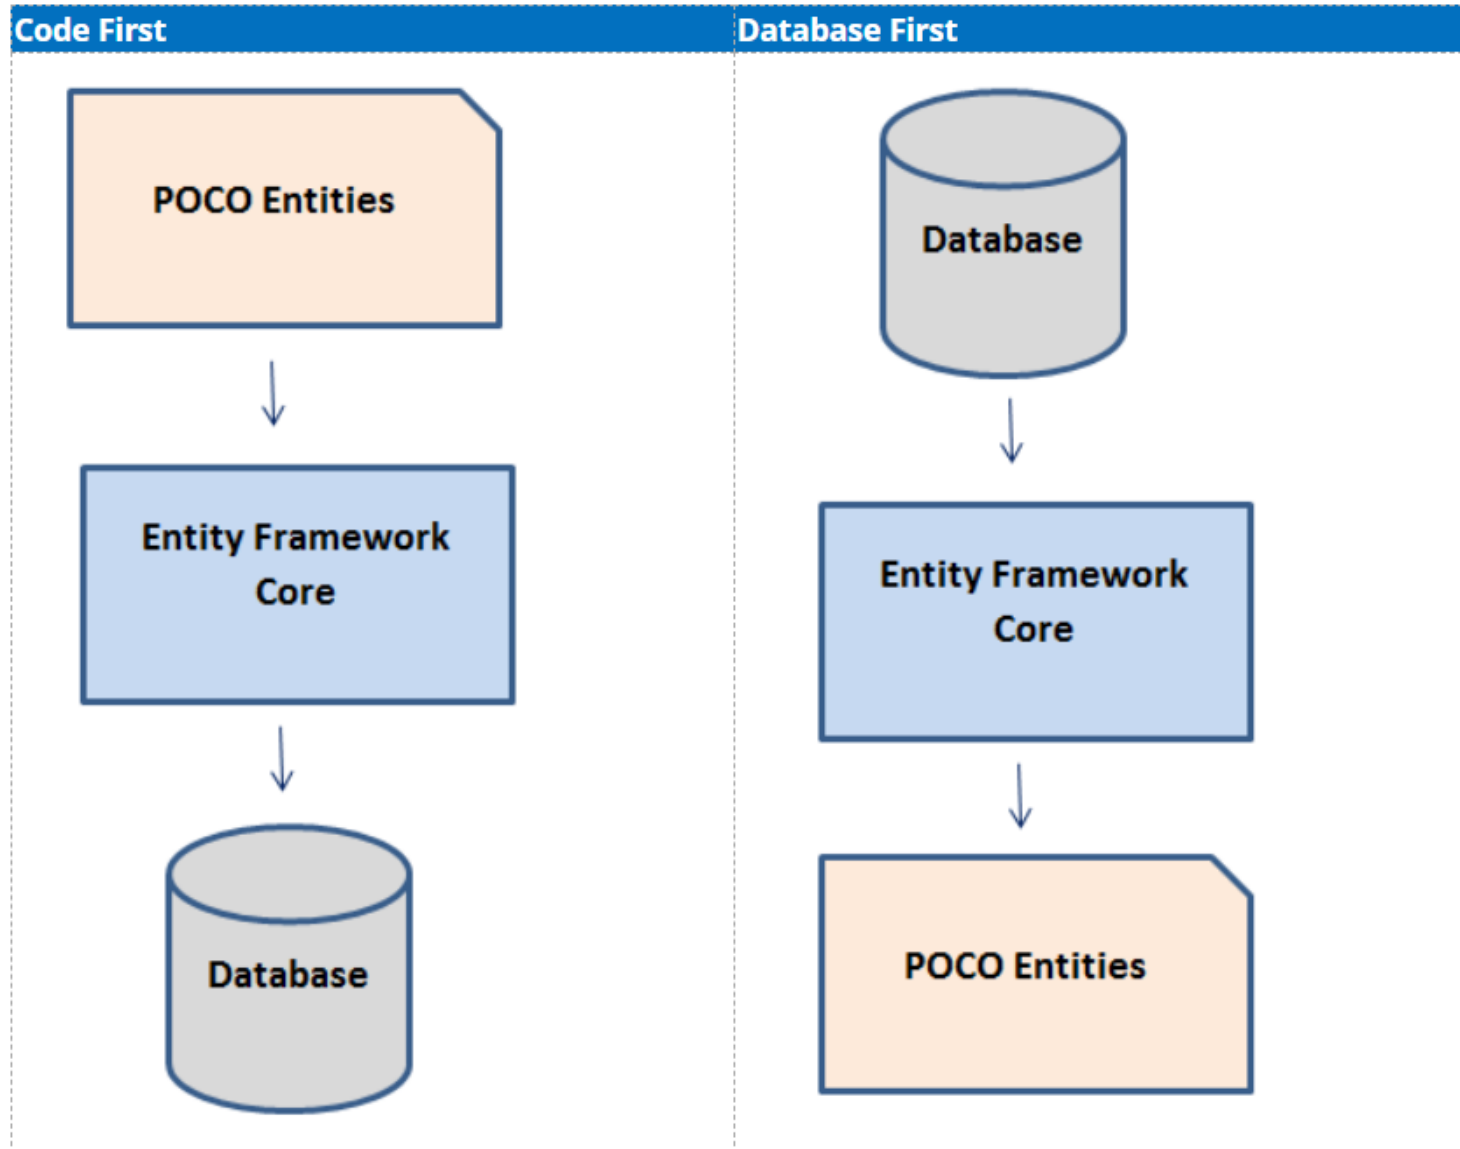 Code First
POCO Entities
Entity Framework
Core
Database
Database First
Database
Entity Framework
Core
POCO Entities